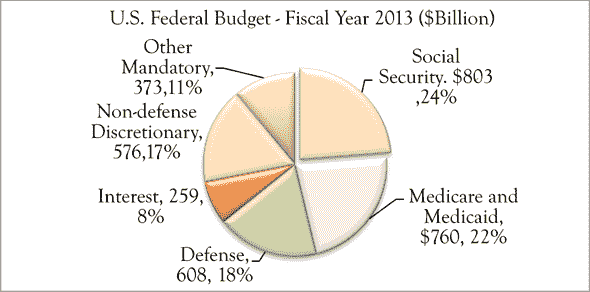 U.S. Federal Budget - Fiscal Year 2013 ($Billion)
Other
Mandatory,
373,11%
Social
Security. $803
,24%
Non-defense
Discretionary,
576,17%
Interest, 259,
8%
Medicare and
Medicaid,
$760, 22%
Defense,
608, 18%